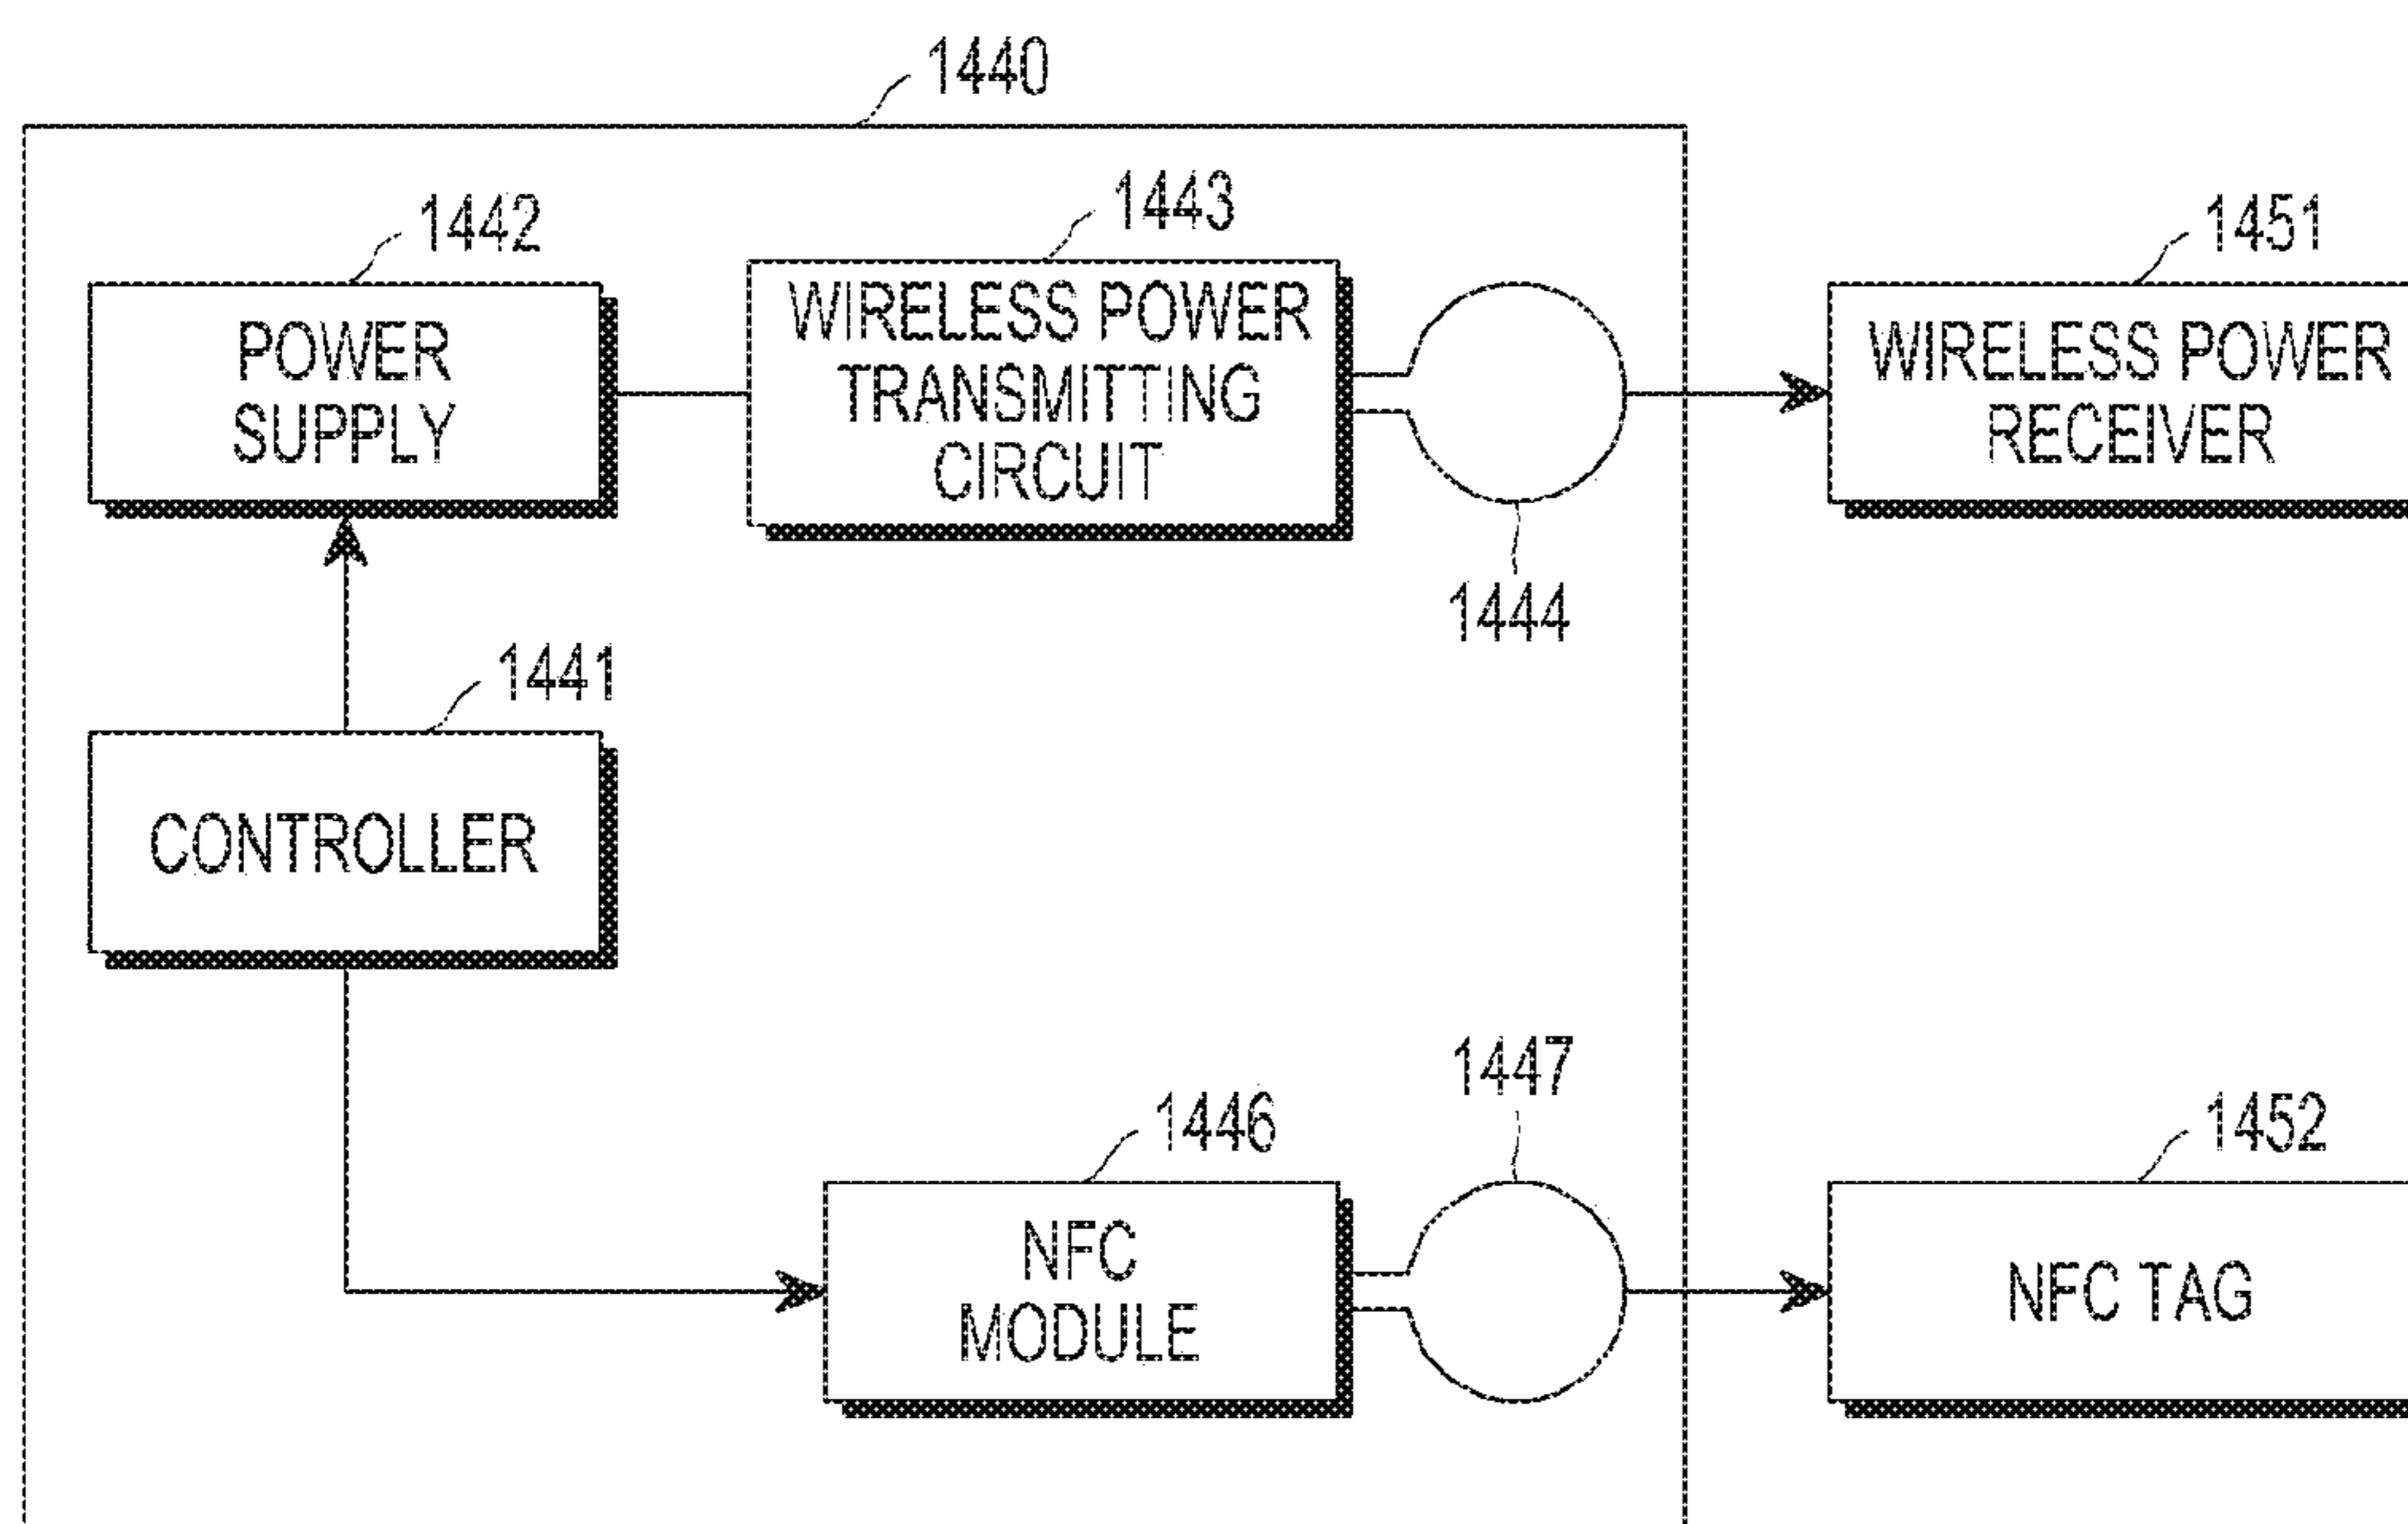 1440
1442
POWER
SUPPLY
1443
WIRELESS POWER
TRANSMITTING
CIRCUIT
1444
1451
WIRELESS POWER
RECEIVER
1441
CONTROLLER
1446
NFC
MODULE
1447
1452
NFC TAG